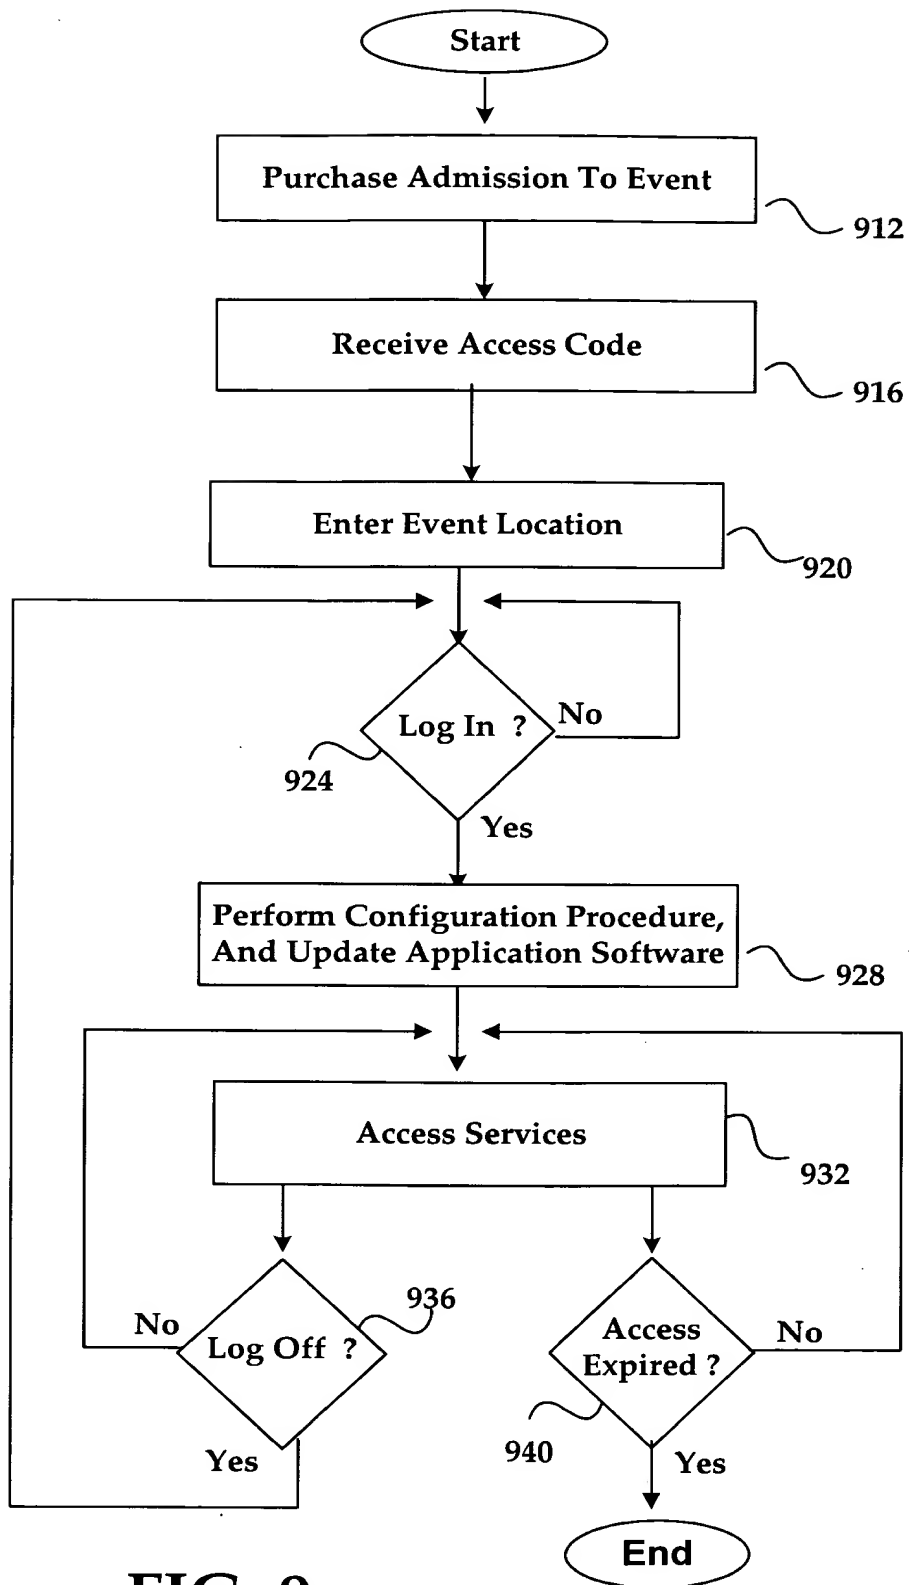 Start
Purchase Admission To Event
912
Receive Access Code
916
Enter Event Location
920
Log In ?
No
924
Yes
Perform Configuration Procedure,
And Update Application Software
928
Access Services
932
936
No
Log Off ?
Access
Expired ?
No
Yes
940
Yes
End
FIG. 9